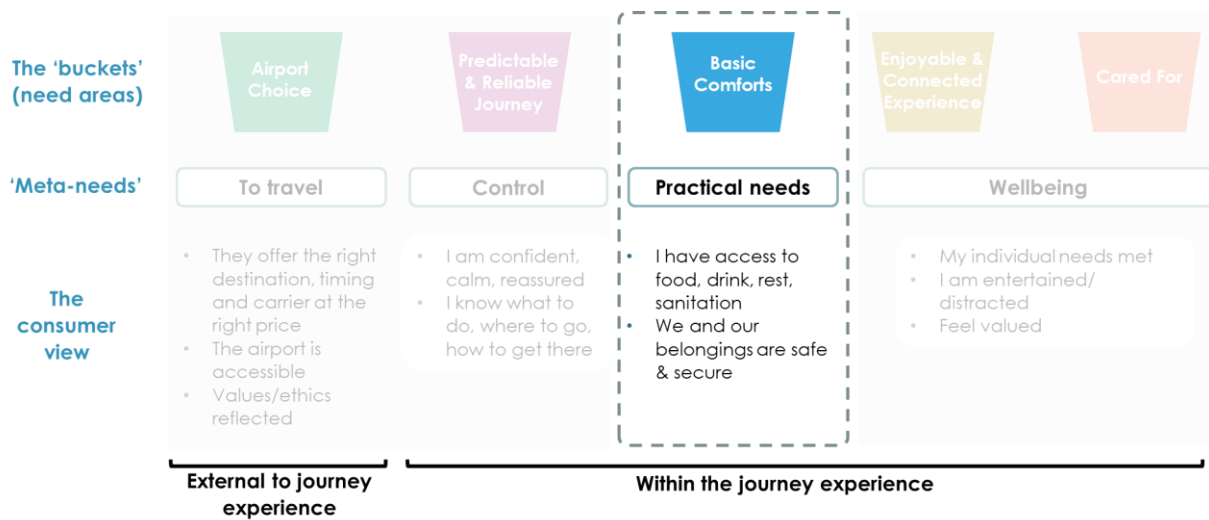 The 'buckets'
(need areas)
Airport
Choice
Predictable
& Reliable
Journey
Basic
Comforts
Enjoyable &
Connected
Experience
Cared For
'Meta-needs'
To travel
Control
Practical needs
Wellbeing
The
consumer
view
• They offer the right
destination, timing
and carrier at the
right price
• The airport is
accessible
• Values/ethics
reflected
• I am confident,
calm, reassured
• I know what to
do, where to go,
how to get there
• I have access to
food, drink, rest,
sanitation
• We and our
belongings are safe
& secure
• My individual needs met
• I am entertained/
distracted
• Feel valued
External to journey
experience
Within the journey experience